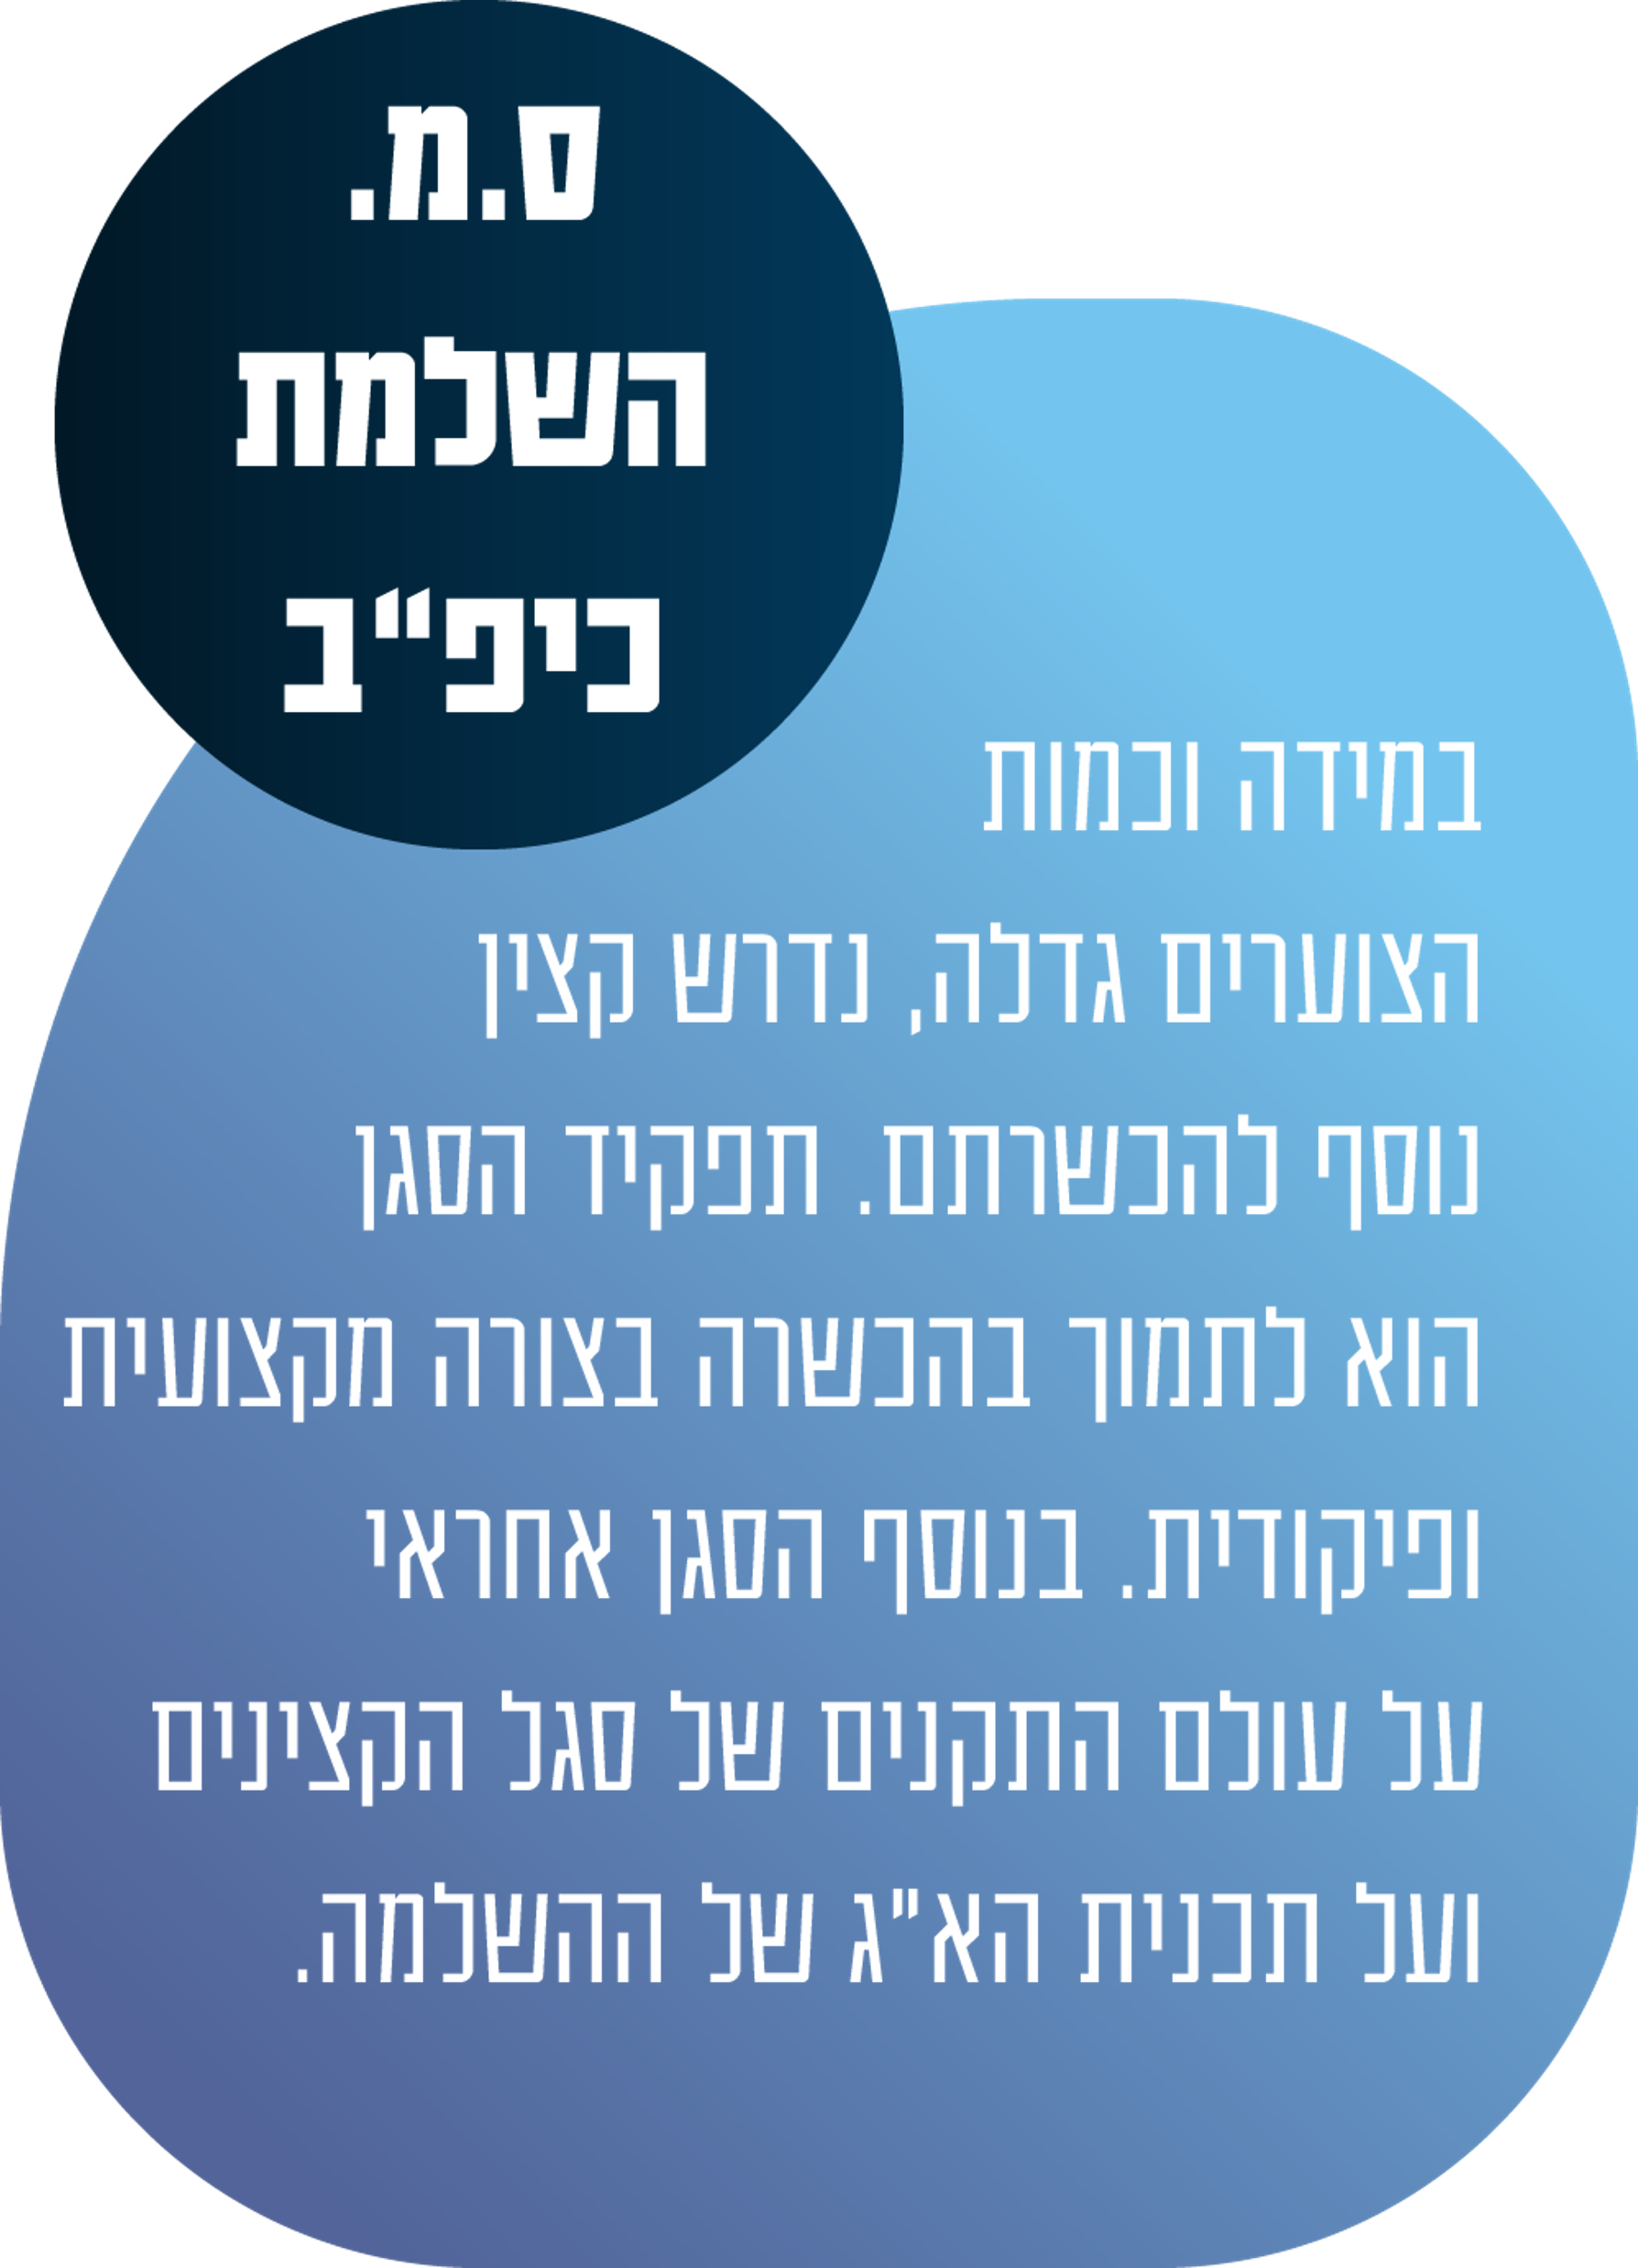 ס.מ.
השלמת
כיפ״ב
במידה וכמות
הצוערים גדלה, נדרש קצין
נוסף להכשרתם. תפקיד הסגן
הוא לתמוך בהכשרה בצורה מקצועית
ופיקודית. בנוסף הסגן אחראי
על עולם התקנים של סגל הקצינים
ועל תכנית הא"ג של ההשלמה.